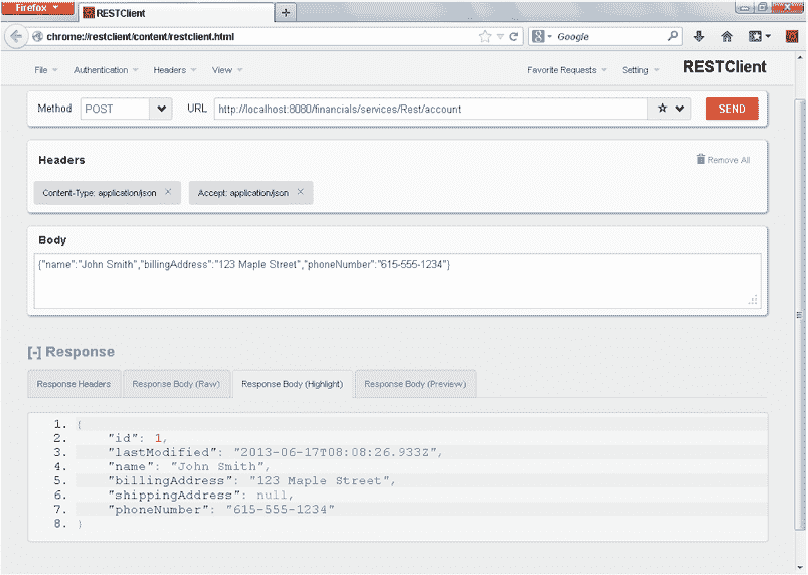 Firefox
RESTClient
chrome://restclient/content/restclient.html
Google
File Authentication Headers View Favorite Requests Setting RESTClient
Method POST URL http://localhost:8080/financials/services/Rest/account SEND
Headers Remove All
Content-Type: application/json Accept: application/json
Body
{"name":"John Smith","billingAddress":"123 Maple Street","phoneNumber":"615-555-1234"}
[-] Response
Response Headers Response Body (Raw) Response Body (Highlight) Response Body (Preview)
1. {
2. "id": 1,
3. "lastModified": "2013-06-17T08:08:26.933Z",
4. "name": "John Smith",
5. "billingAddress": "123 Maple Street",
6. "shippingAddress": null,
7. "phoneNumber": "615-555-1234"
8. }